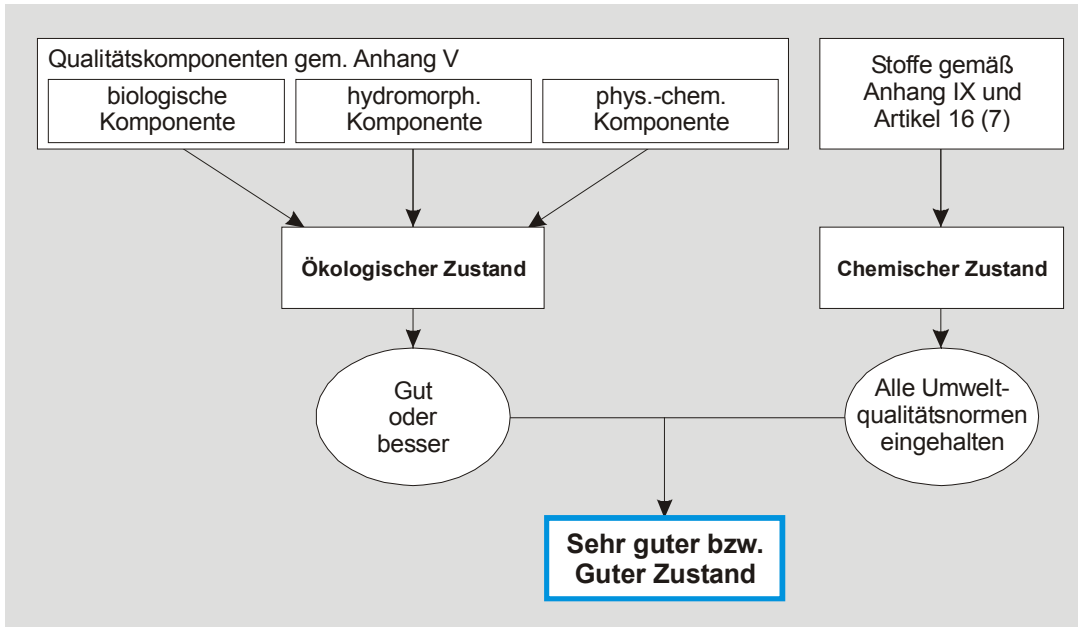 Qualitätskomponenten gem. Anhang V
biologische
Komponente
hydromorph.
Komponente
phys.-chem.
Komponente
Stoffe gemäß
Anhang IX und
Artikel 16 (7)
Ökologischer Zustand
Chemischer Zustand
Gut
oder
besser
Alle Umwelt-
qualitätsnormen
eingehalten
Sehr guter bzw.
Guter Zustand